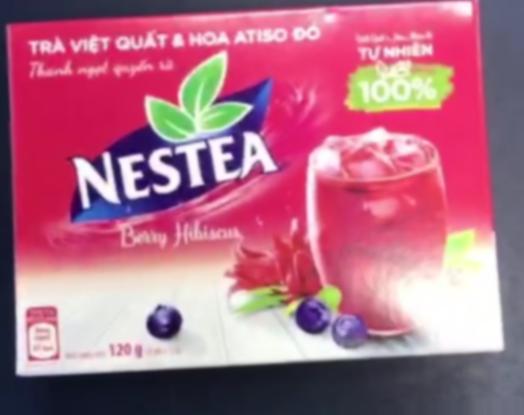 TRÀ VIỆT QUẤT & HOA ATISO ĐỎ
Thanh ngọt quyến rũ
TỰ NHIÊN
100%
NESTEA
Berry Hibiscus
120 g